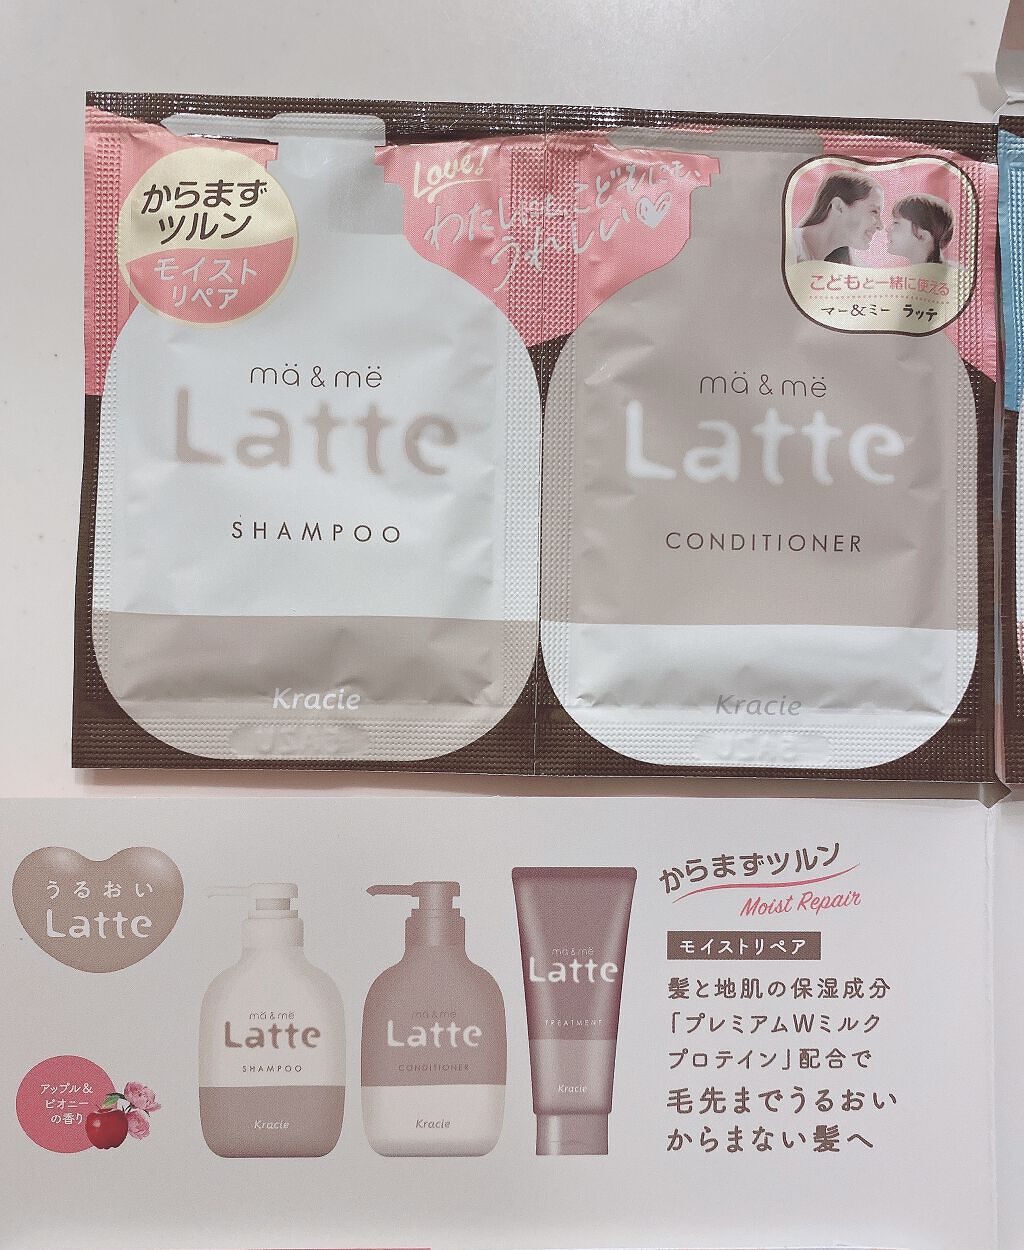 からまず
ツルン
モイスト
リペア
Love!
わたしにもこどもにも、
うれしい
こどもと一緒に使える
マー&ミー ラッテ
mä & më
Latte
SHAMPOO
Kracie
mä & më
Latte
CONDITIONER
Kracie
うるおい
Latte
アップル&
ピオニー
の香り
mä & më
Latte
SHAMPOO
Kracie
mä & më
Latte
CONDITIONER
Kracie
mä & më
Latte
TREATMENT
Kracie
からまずツルン
Moist Repair
モイストリペア
髪と地肌の保湿成分
「プレミアムWミルク
プロテイン」配合で
毛先までうるおい
からまない髪へ